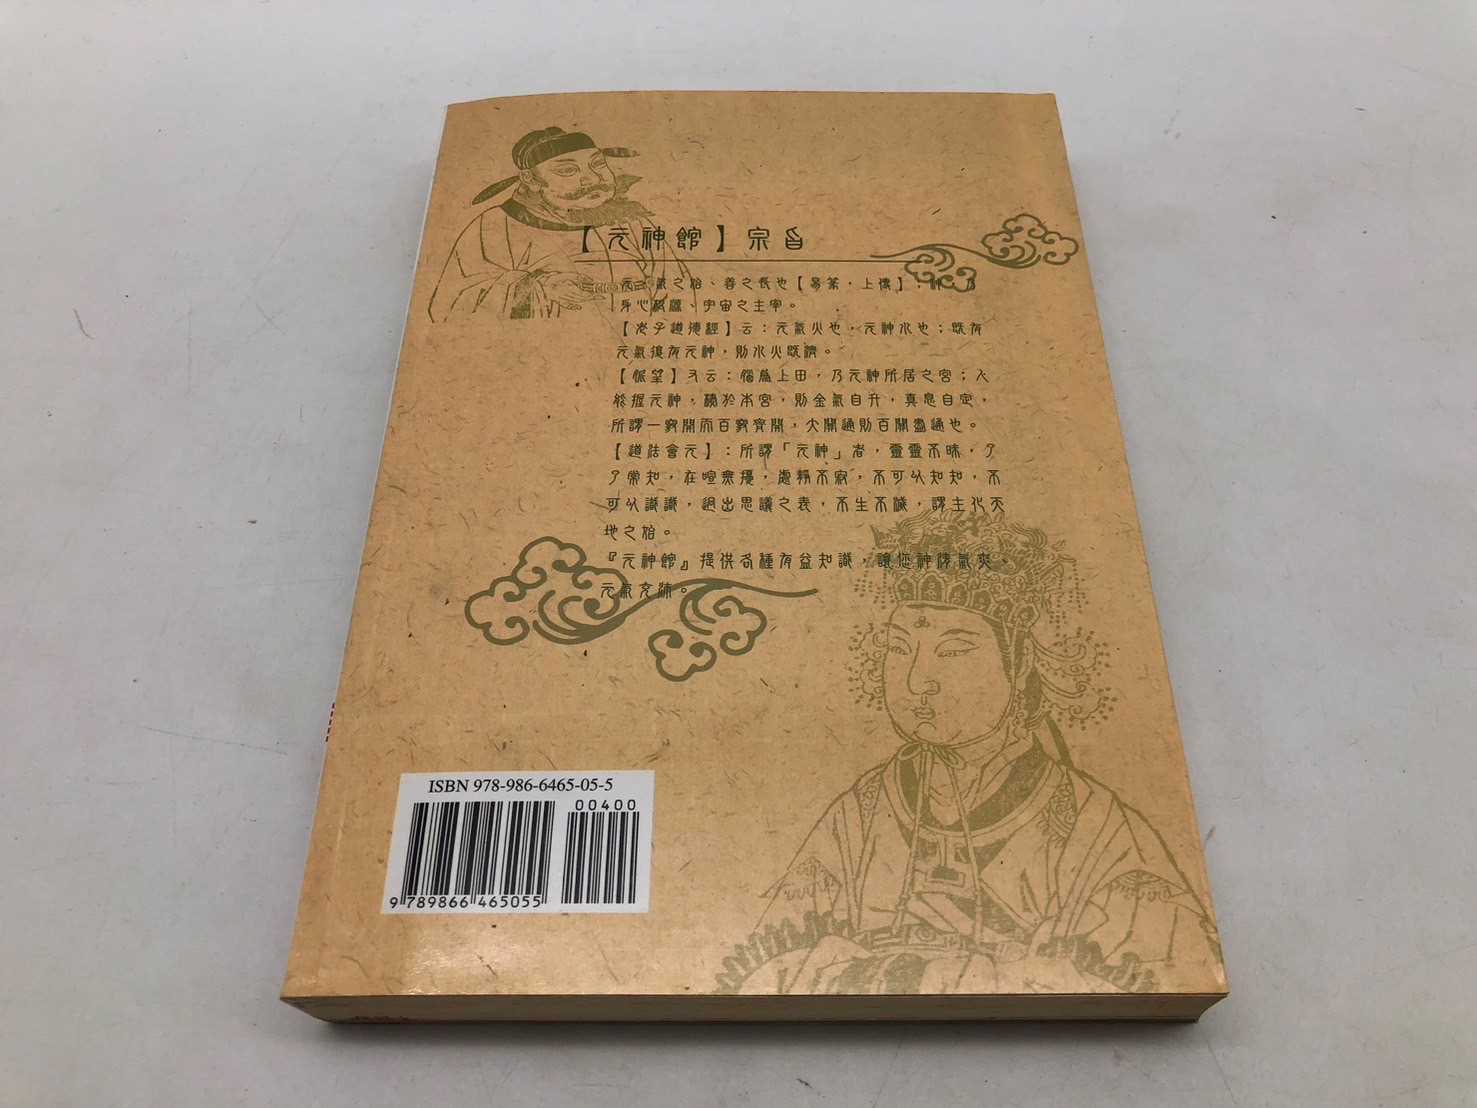 【元神館】宗旨
元：氣之始、善之長也【易篆．上傳】；神：乃
身心秘藏、宇宙之主宰。
【老子道德經】云：元氣火也，元神水也；既有
元氣復有元神，則水火既濟。
又云：腦為上田，乃元神所居之宮；人
能握元神，棲於本宮，則金氣自升，真息自定，
所謂一竅開而百竅齊開，大關通則百關盡通也。
【道法會元】：所謂「元神」者，靈靈不昧，了
了常知，在喧無擾，處靜不寂，不可以知知，不
可以識識，迥出思議之表，不生不滅，謂主化天
地之始。
『元神館』提供各種有益知識，讓您神清氣爽、
元氣充沛。
ISBN 978-986-6465-05-5
00400
9 789866 465055